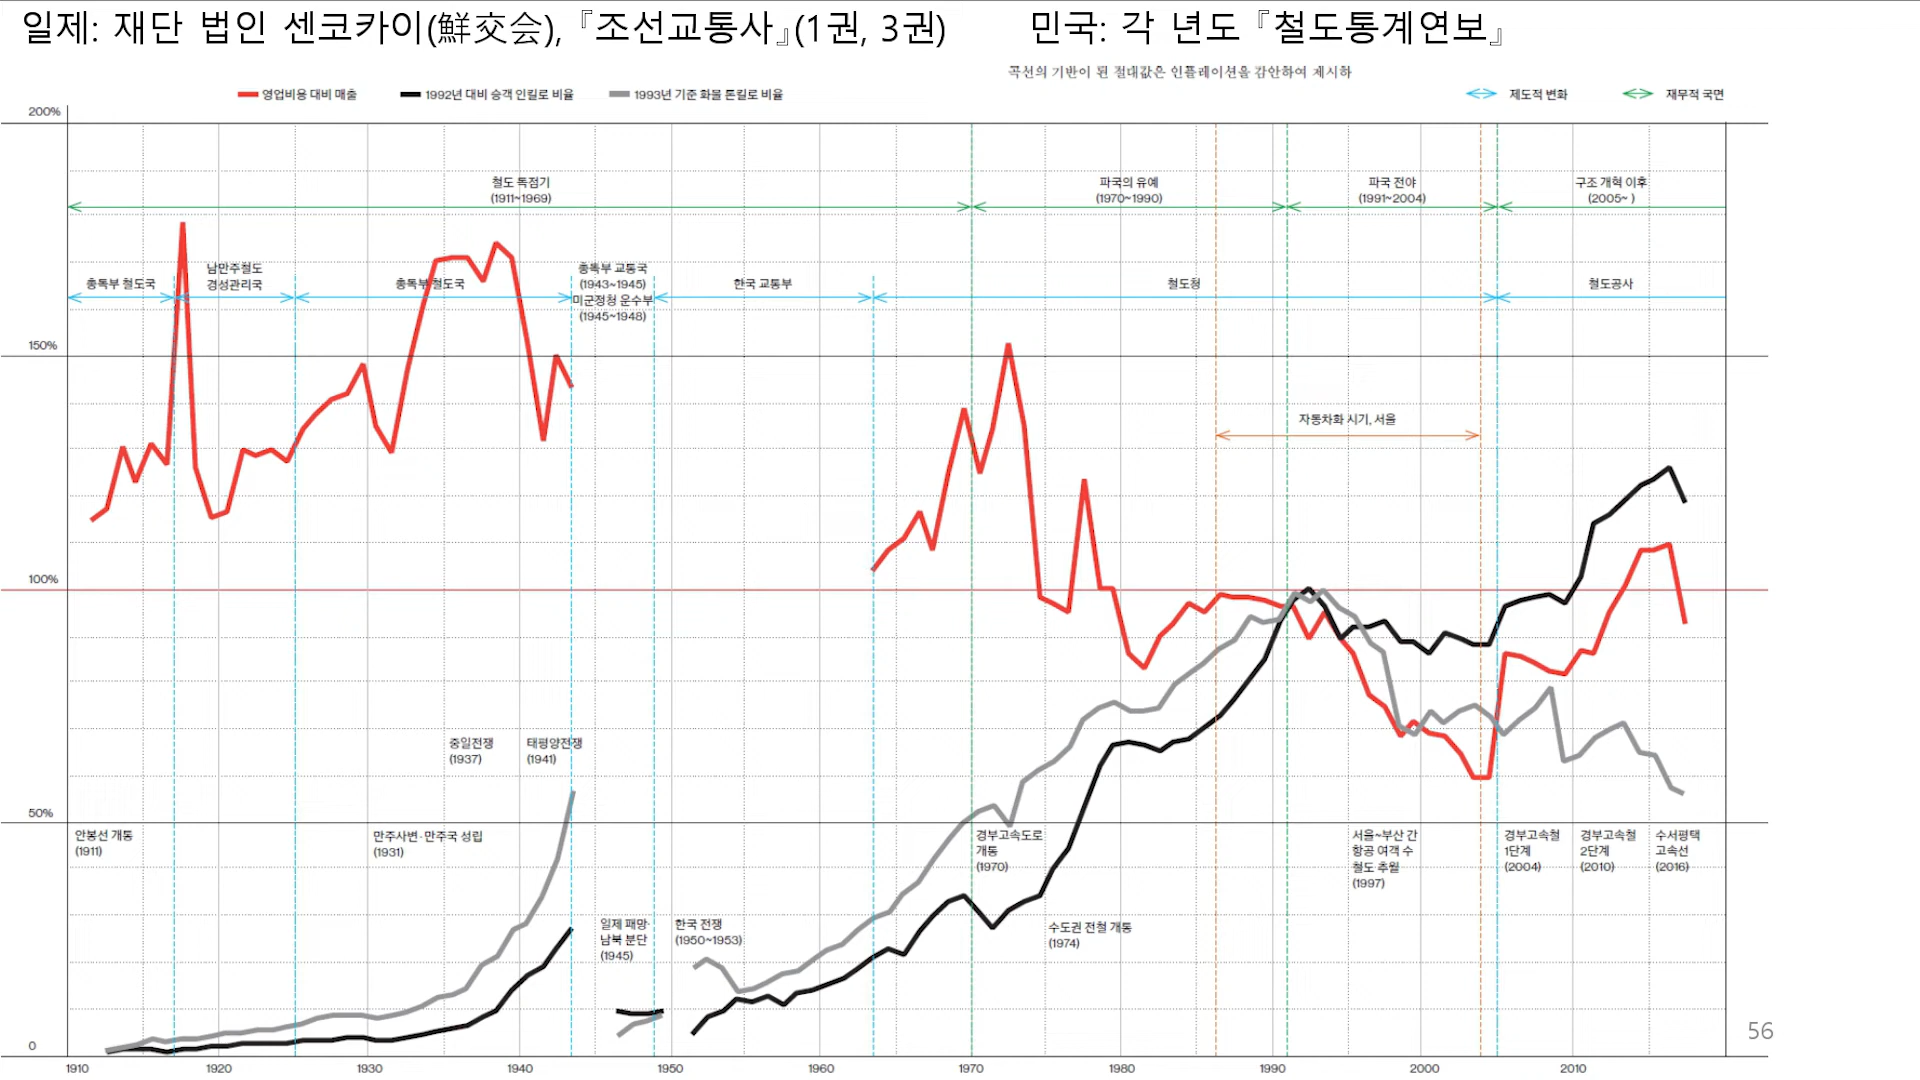 일제: 재단 법인 센코카이(鮮交会), 『조선교통사』(1권, 3권)
민국: 각 년도 『철도통계연보』
곡선의 기반이 된 절대값은 인플레이션을 감안하여 제시하
영업비용 대비 매출
1992년 대비 승객 인킬로 비율
1993년 기준 화물 톤킬로 비율
제도적 변화
재무적 국면
200%
철도 독점기
(1911~1969)
파국의 유예
(1970~1990)
파국 전야
(1991~2004)
구조 개혁 이후
(2005~ )
총독부 철도국
남만주철도
경성관리국
총독부 철도국
총독부 교통국
(1943~1945)
미군정청 운수부
(1945~1948)
한국 교통부
철도청
철도공사
150%
자동차화 시기, 서울
100%
중일전쟁
(1937)
태평양전쟁
(1941)
50%
안봉선 개통
(1911)
만주사변·만주국 성립
(1931)
경부고속도로
개통
(1970)
서울~부산 간
항공 여객 수
철도 추월
(1997)
경부고속철
1단계
(2004)
경부고속철
2단계
(2010)
수서평택
고속선
(2016)
일제 패망·
남북 분단
(1945)
한국 전쟁
(1950~1953)
수도권 전철 개통
(1974)
56
0
1910 1920 1930 1940 1950 1960 1970 1980 1990 2000 2010